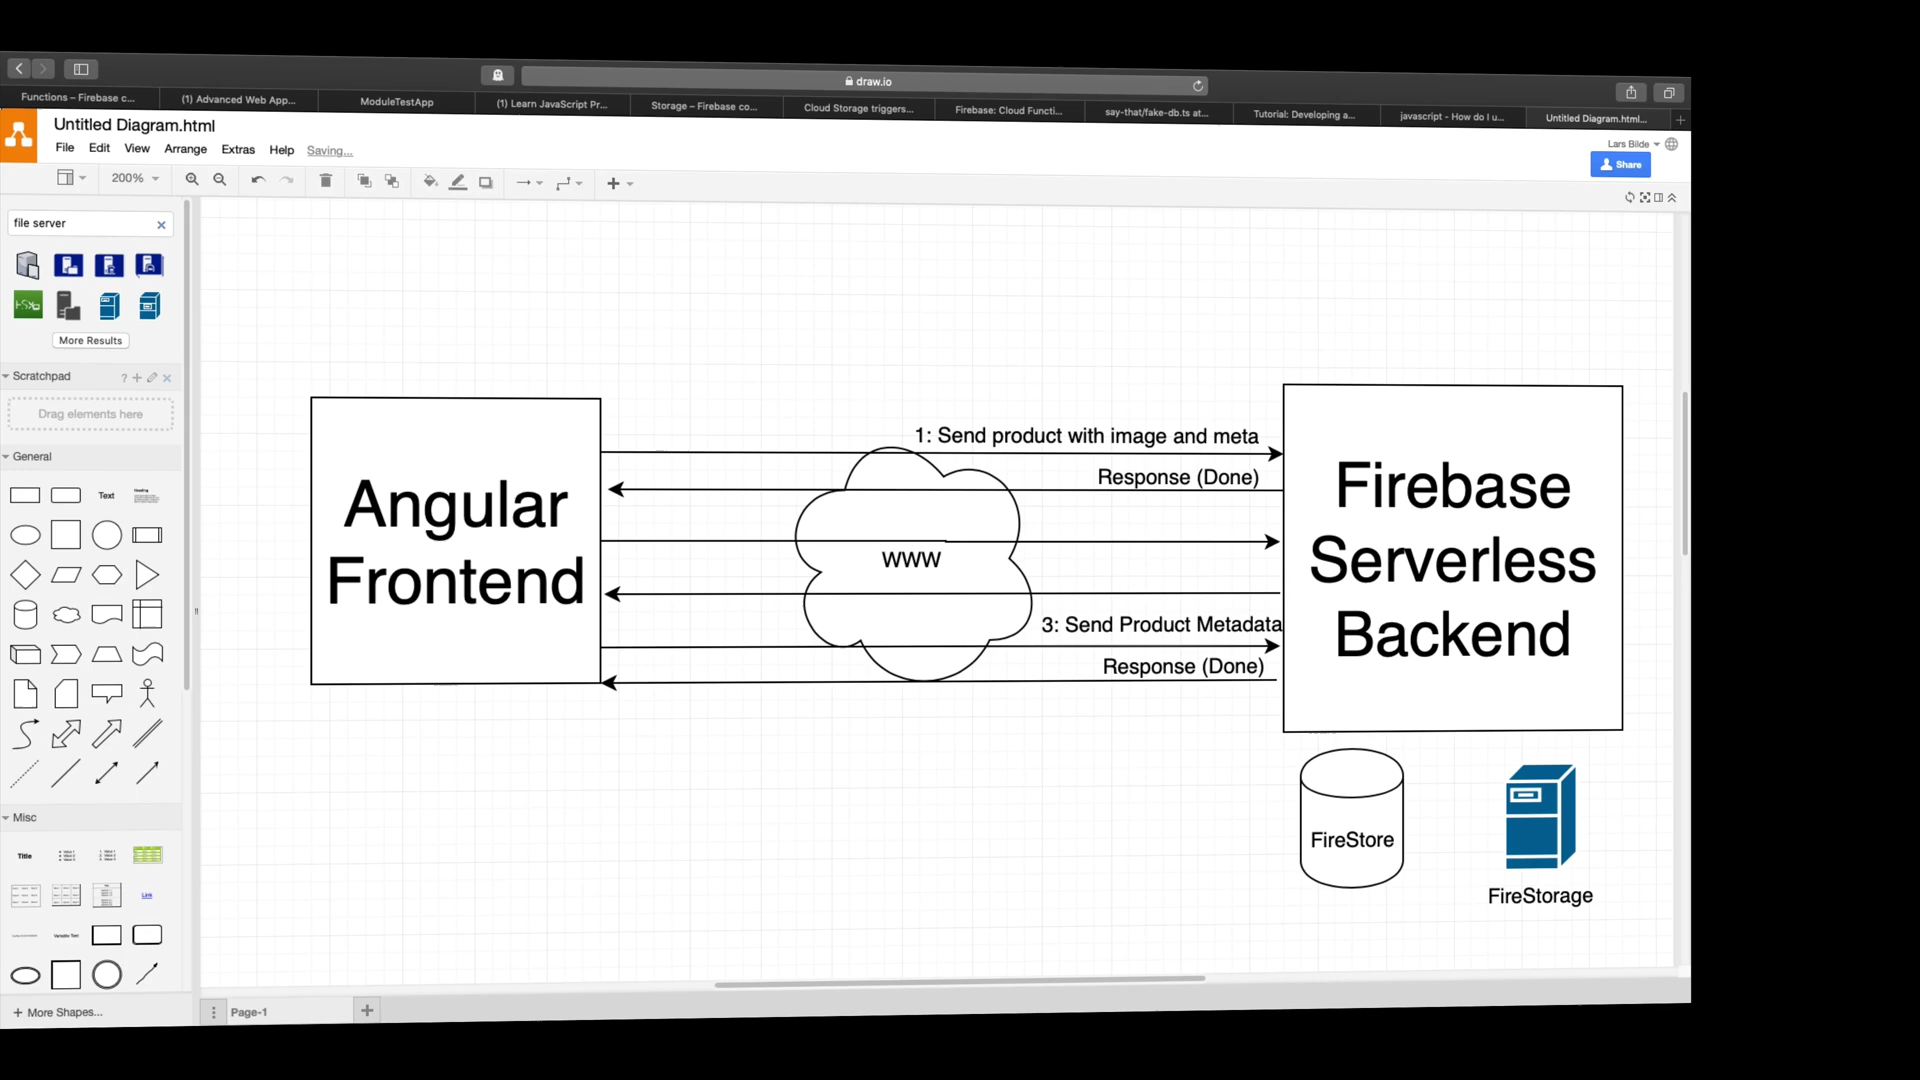 draw.io
Functions – Firebase c...
(1) Advanced Web App...
ModuleTestApp
(1) Learn JavaScript Pr...
Storage – Firebase co...
Cloud Storage triggers...
Firebase: Cloud Functi...
say-that/fake-db.ts at...
Tutorial: Developing a...
javascript - How do I u...
Untitled Diagram.html...
Untitled Diagram.html
Lars Bilde
File Edit View Arrange Extras Help Saving...
Share
200%
file server
More Results
Scratchpad
?
Drag elements here
General
Text
Heading
Misc
Title
Link
More Shapes...
Page-1
Angular
Frontend
1: Send product with image and meta
Response (Done)
WWW
3: Send Product Metadata
Response (Done)
Firebase
Serverless
Backend
FireStore
FireStorage